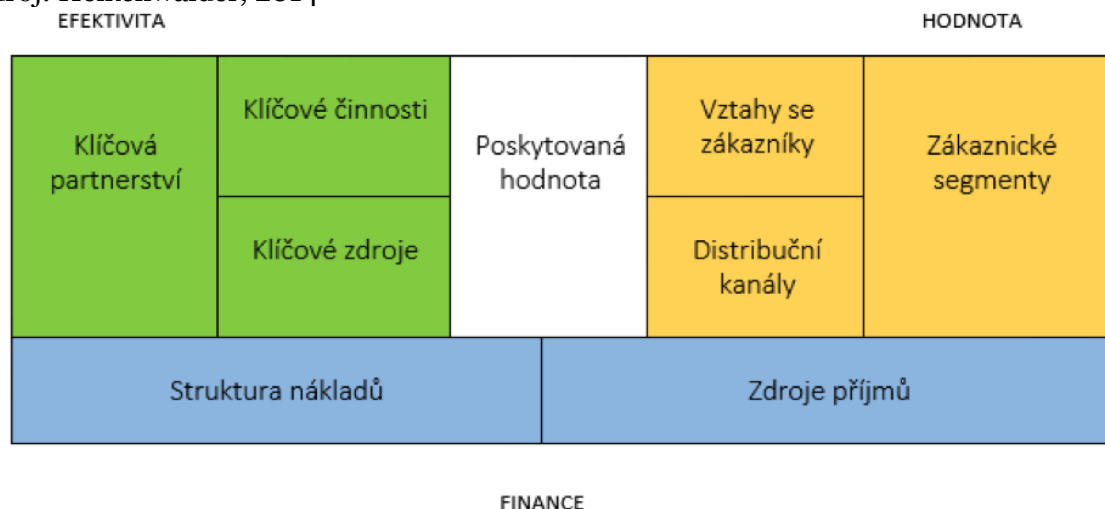 EFEKTIVITA
HODNOTA
Klíčová
partnerství
Klíčové činnosti
Klíčové zdroje
Poskytovaná
hodnota
Vztahy se
zákazníky
Distribuční
kanály
Zákaznické
segmenty
Struktura nákladů
Zdroje příjmů
FINANCE